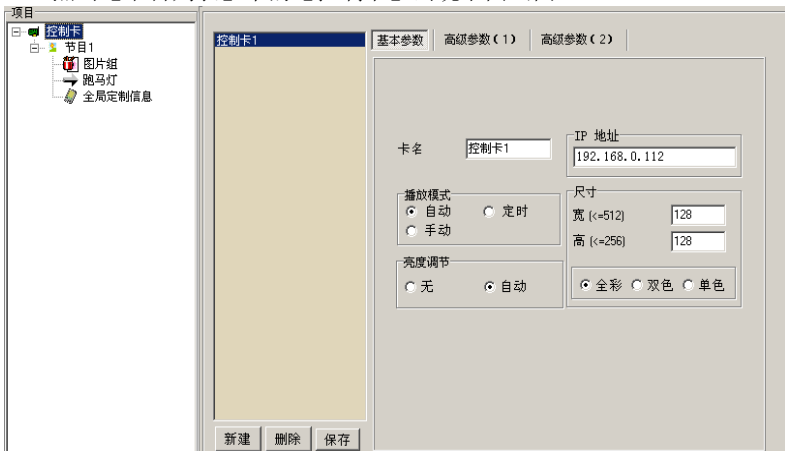 项目
控制卡
节目1
图片组
跑马灯
全局定制信息
控制卡1
基本参数 高级参数(1) 高级参数(2)
卡名 控制卡1
IP 地址
192.168.0.112
播放模式
自动 定时
手动
尺寸
宽 (<=512) 128
高 (<=256) 128
亮度调节
无 自动
全彩 双色 单色
新建 删除 保存